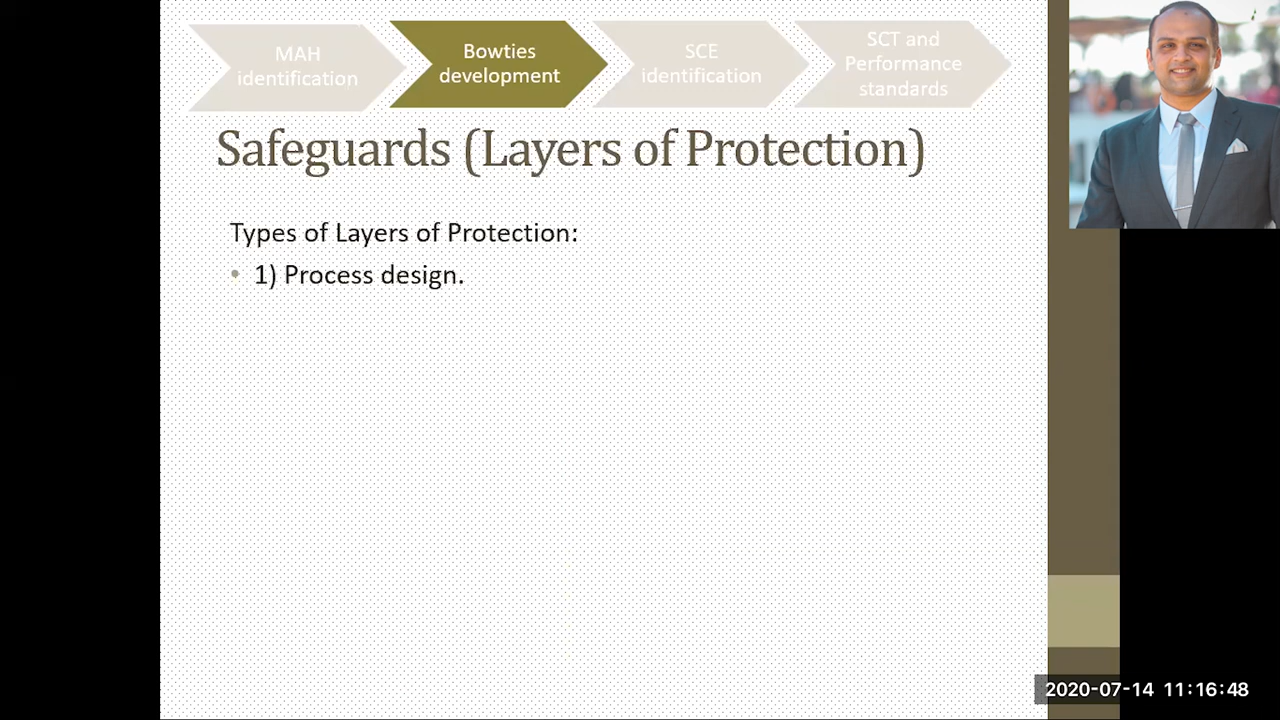 MAH
identification
Bowties
development
SCE
identification
SCT and
Performance
standards
Safeguards (Layers of Protection)
Types of Layers of Protection:
• 1) Process design.
2020-07-14 11:16:48